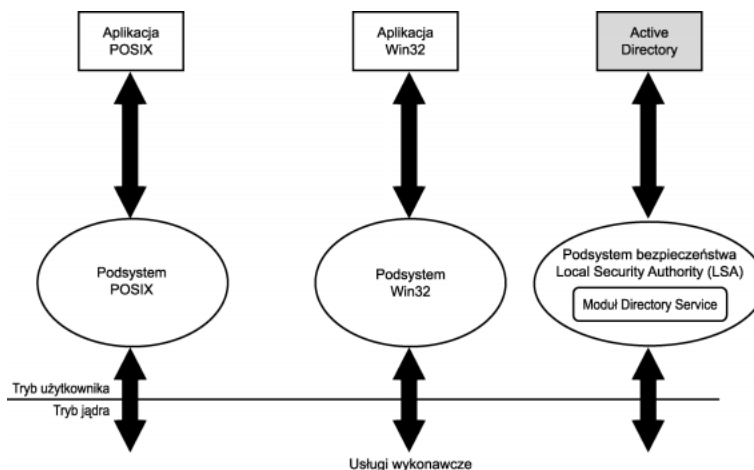 Aplikacja
POSIX
Aplikacja
Win32
Active
Directory
Podsystem
POSIX
Podsystem
Win32
Podsystem bezpieczeństwa
Local Security Authority (LSA)
Moduł Directory Service
Tryb użytkownika
Tryb jądra
Usługi wykonawcze